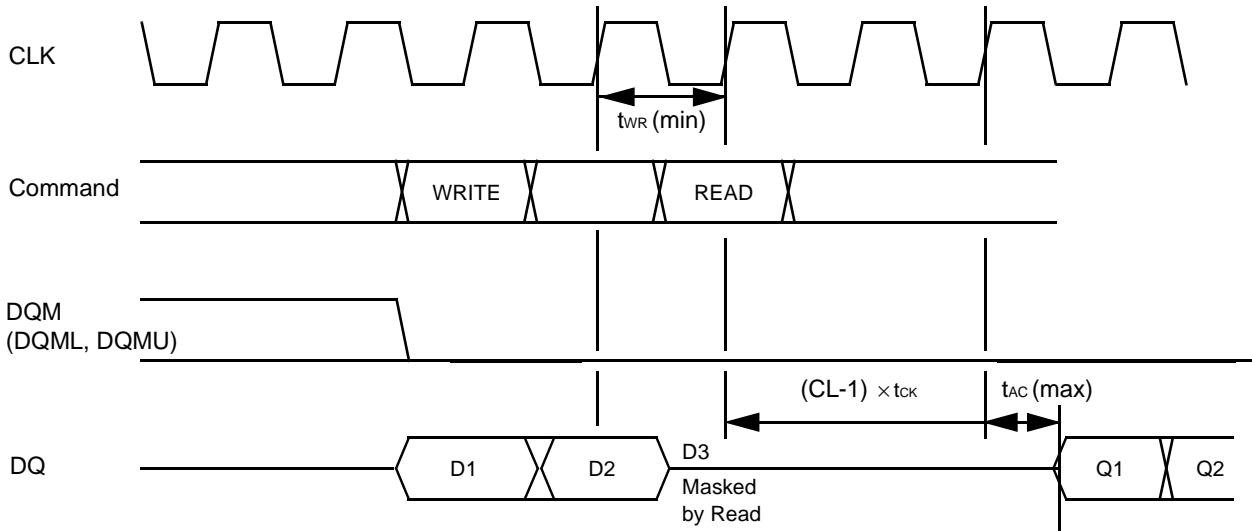 CLK
tWR (min)
Command
WRITE
READ
DQM
(DQML, DQMU)
(CL-1) × tCK
tAC (max)
DQ
D1
D2
D3
Masked
by Read
Q1
Q2